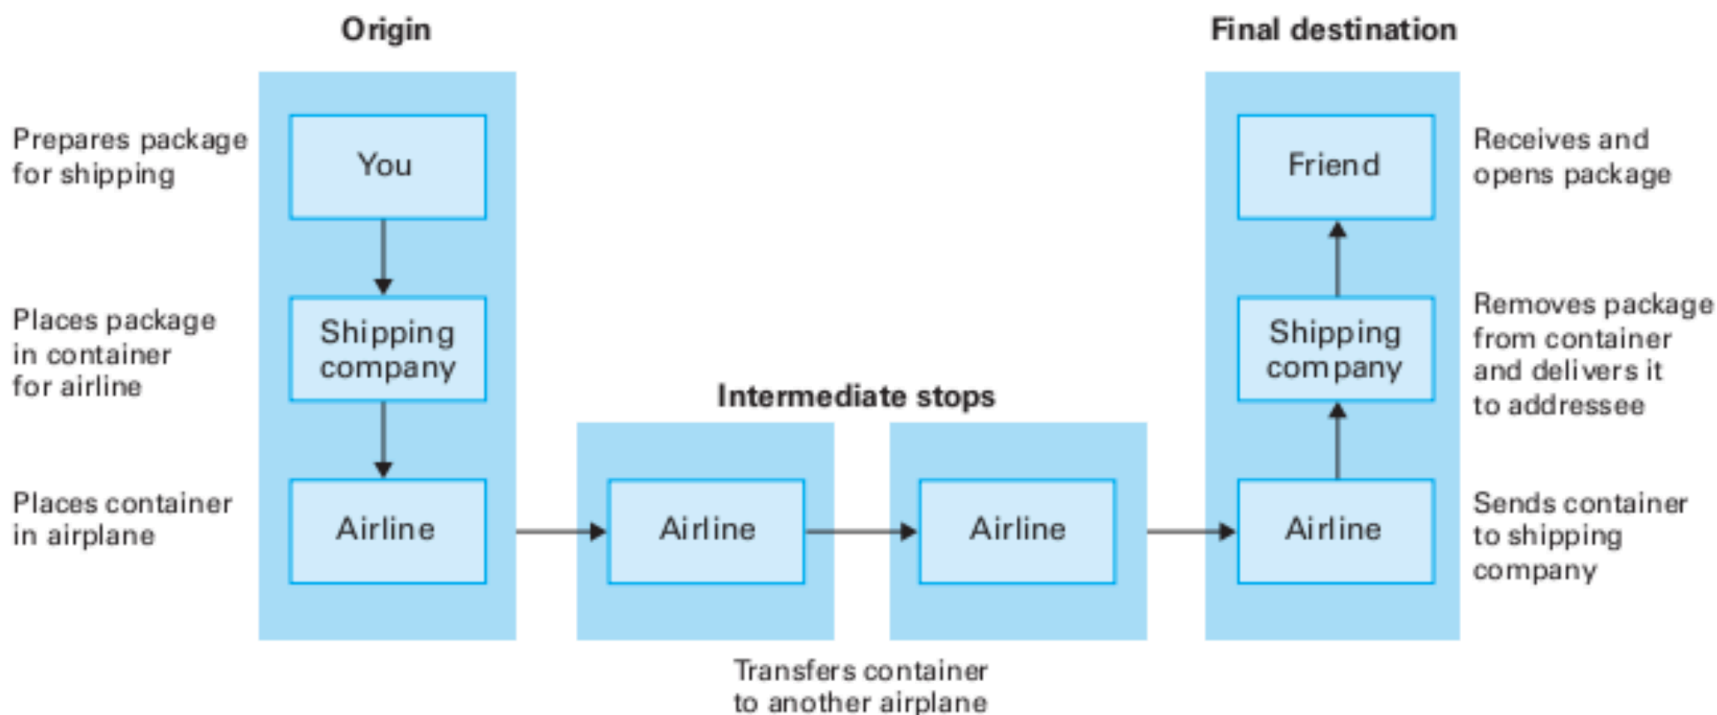 Origin
Final destination
Prepares package
for shipping
You
Friend
Receives and
opens package
Places package
in container
for airline
Shipping
company
Shipping
company
Removes package
from container
and delivers it
to addressee
Intermediate stops
Places container
in airplane
Airline
Airline
Airline
Airline
Sends container
to shipping
company
Transfers container
to another airplane